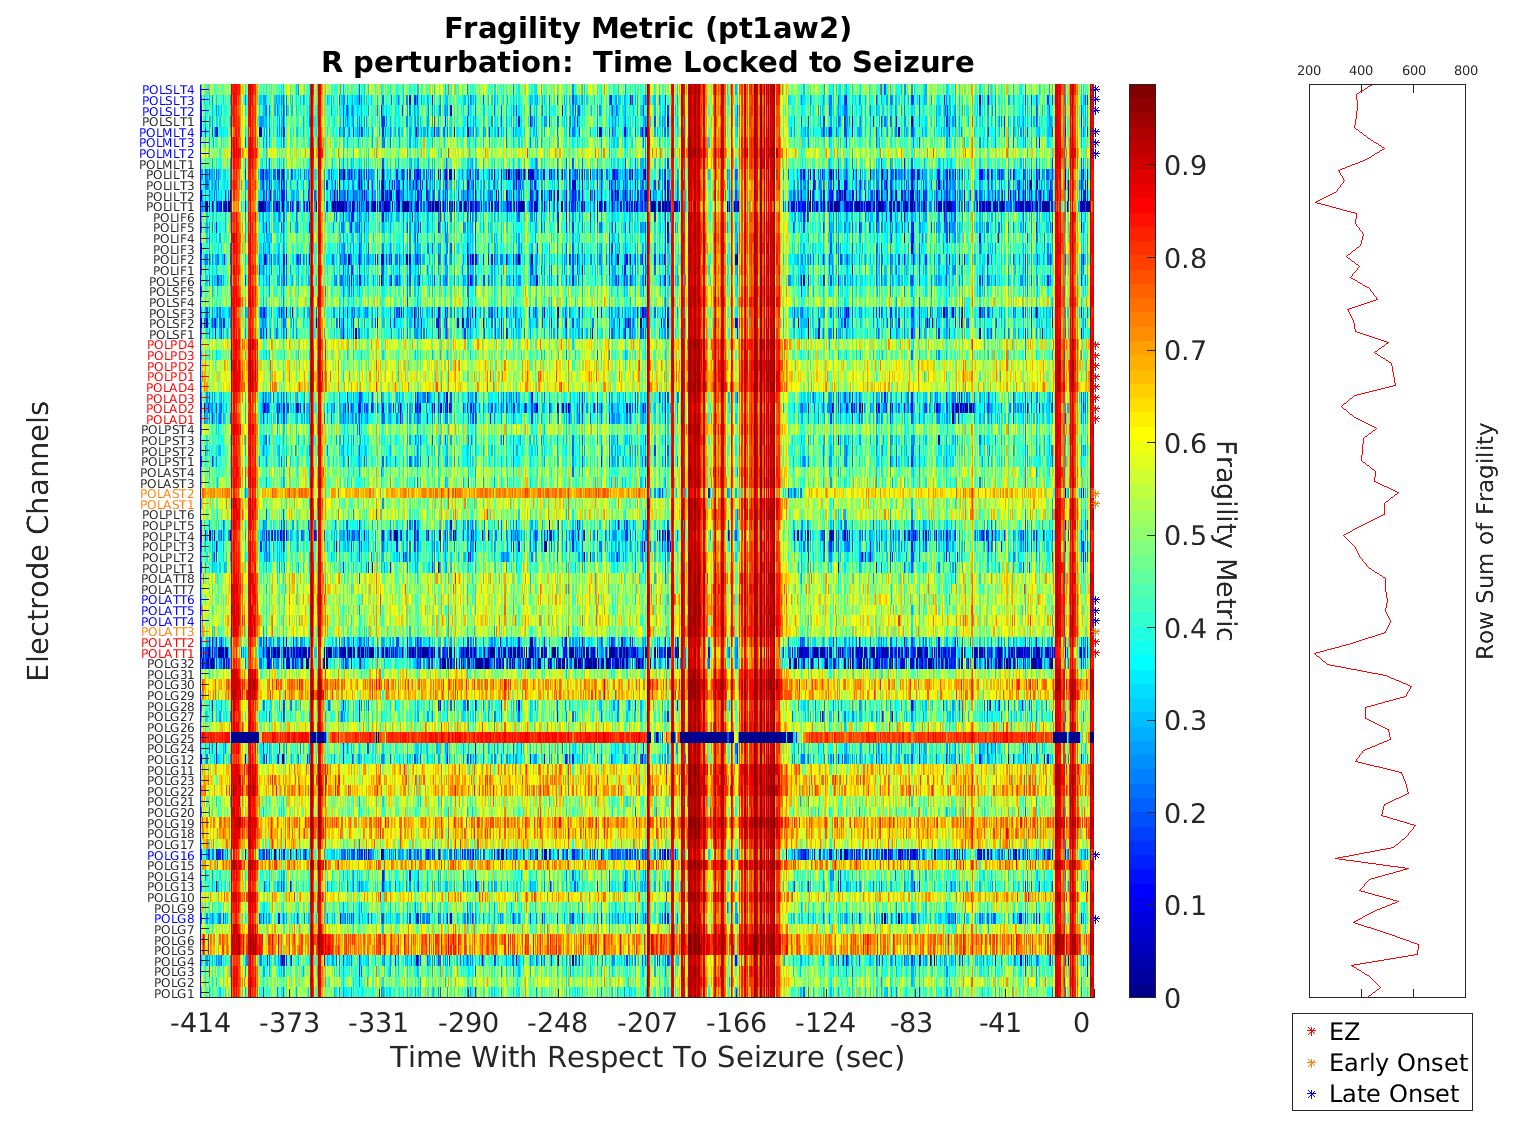 Fragility Metric (pt1aw2)
R perturbation:  Time Locked to Seizure
Electrode Channels
POLSLT4
POLSLT3
POLSLT2
POLSLT1
POLMLT4
POLMLT3
POLMLT2
POLMLT1
POLILT4
POLILT3
POLILT2
POLILT1
POLIF6
POLIF5
POLIF4
POLIF3
POLIF2
POLIF1
POLSF6
POLSF5
POLSF4
POLSF3
POLSF2
POLSF1
POLPD4
POLPD3
POLPD2
POLPD1
POLAD4
POLAD3
POLAD2
POLAD1
POLPST4
POLPST3
POLPST2
POLPST1
POLAST4
POLAST3
POLAST2
POLAST1
POLPLT6
POLPLT5
POLPLT4
POLPLT3
POLPLT2
POLPLT1
POLATT8
POLATT7
POLATT6
POLATT5
POLATT4
POLATT3
POLATT2
POLATT1
POLG32
POLG31
POLG30
POLG29
POLG28
POLG27
POLG26
POLG25
POLG24
POLG12
POLG11
POLG23
POLG22
POLG21
POLG20
POLG19
POLG18
POLG17
POLG16
POLG15
POLG14
POLG13
POLG10
POLG9
POLG8
POLG7
POLG6
POLG5
POLG4
POLG3
POLG2
POLG1
-414 -373 -331 -290 -248 -207 -166 -124 -83 -41 0
Time With Respect To Seizure (sec)
0.9
0.8
0.7
0.6
0.5
0.4
0.3
0.2
0.1
0
Fragility Metric
200 400 600 800
Row Sum of Fragility
EZ
Early Onset
Late Onset